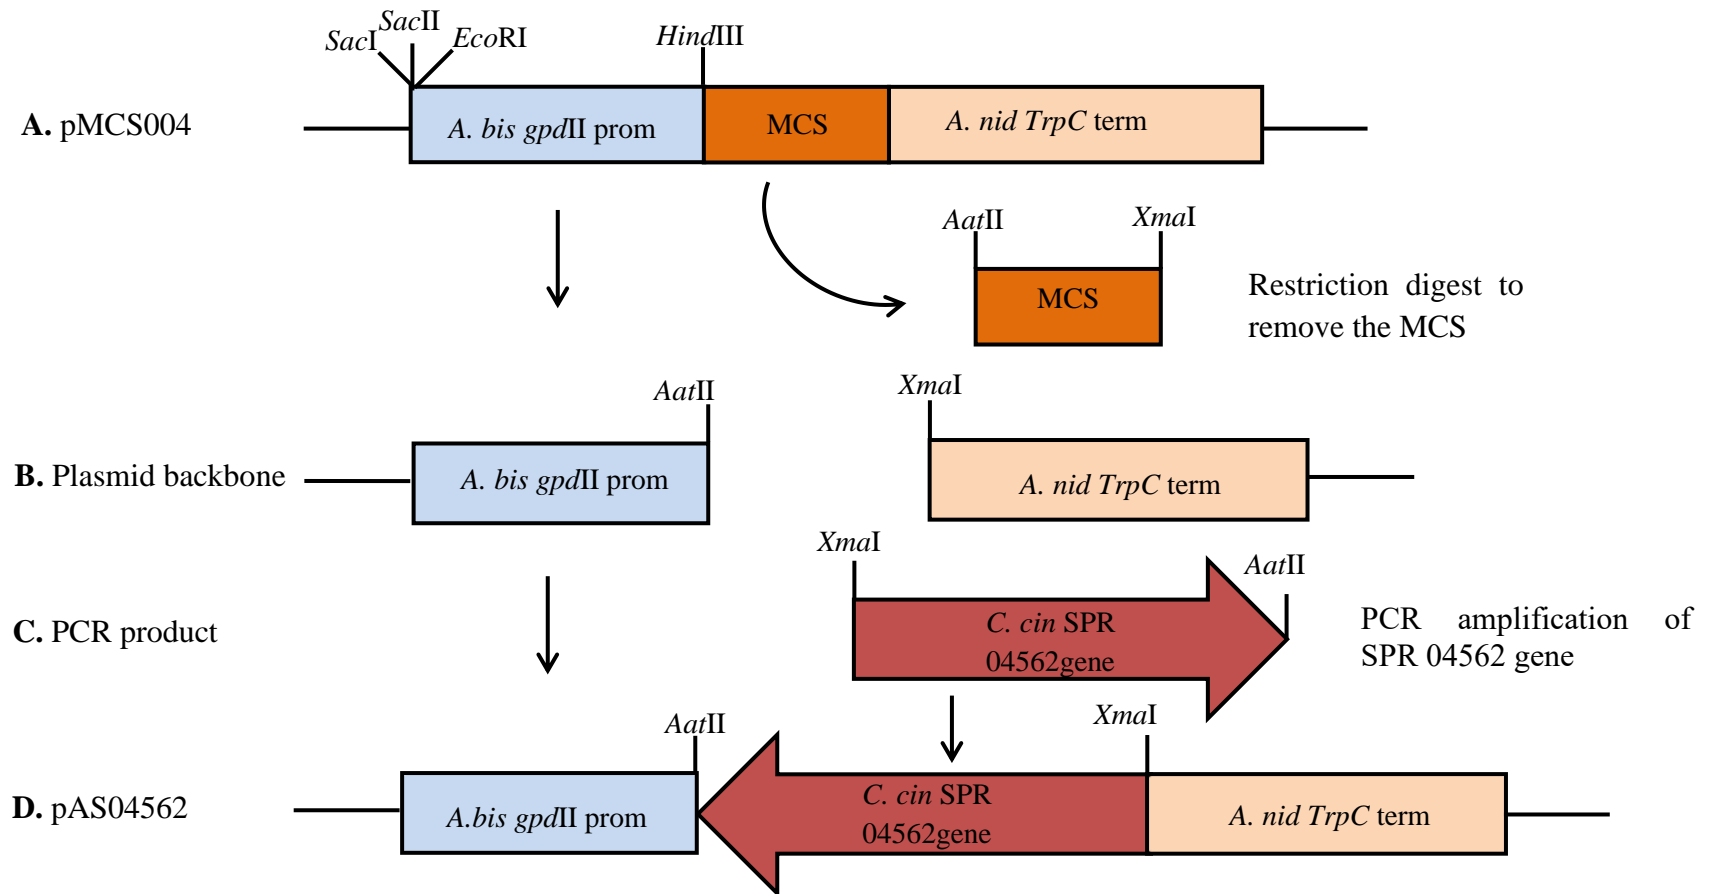 SacI SacII EcoRI HindIII
A. pMCS004
A. bis gpdII prom
MCS
A. nid TrpC term
AatII XmaI
MCS
Restriction digest to
remove the MCS
AatII XmaI
B. Plasmid backbone
A. bis gpdII prom
A. nid TrpC term
XmaI AatII
C. PCR product
C. cin SPR
04562gene
PCR amplification of
SPR 04562 gene
AatII XmaI
D. pAS04562
A.bis gpdII prom
C. cin SPR
04562gene
A. nid TrpC term